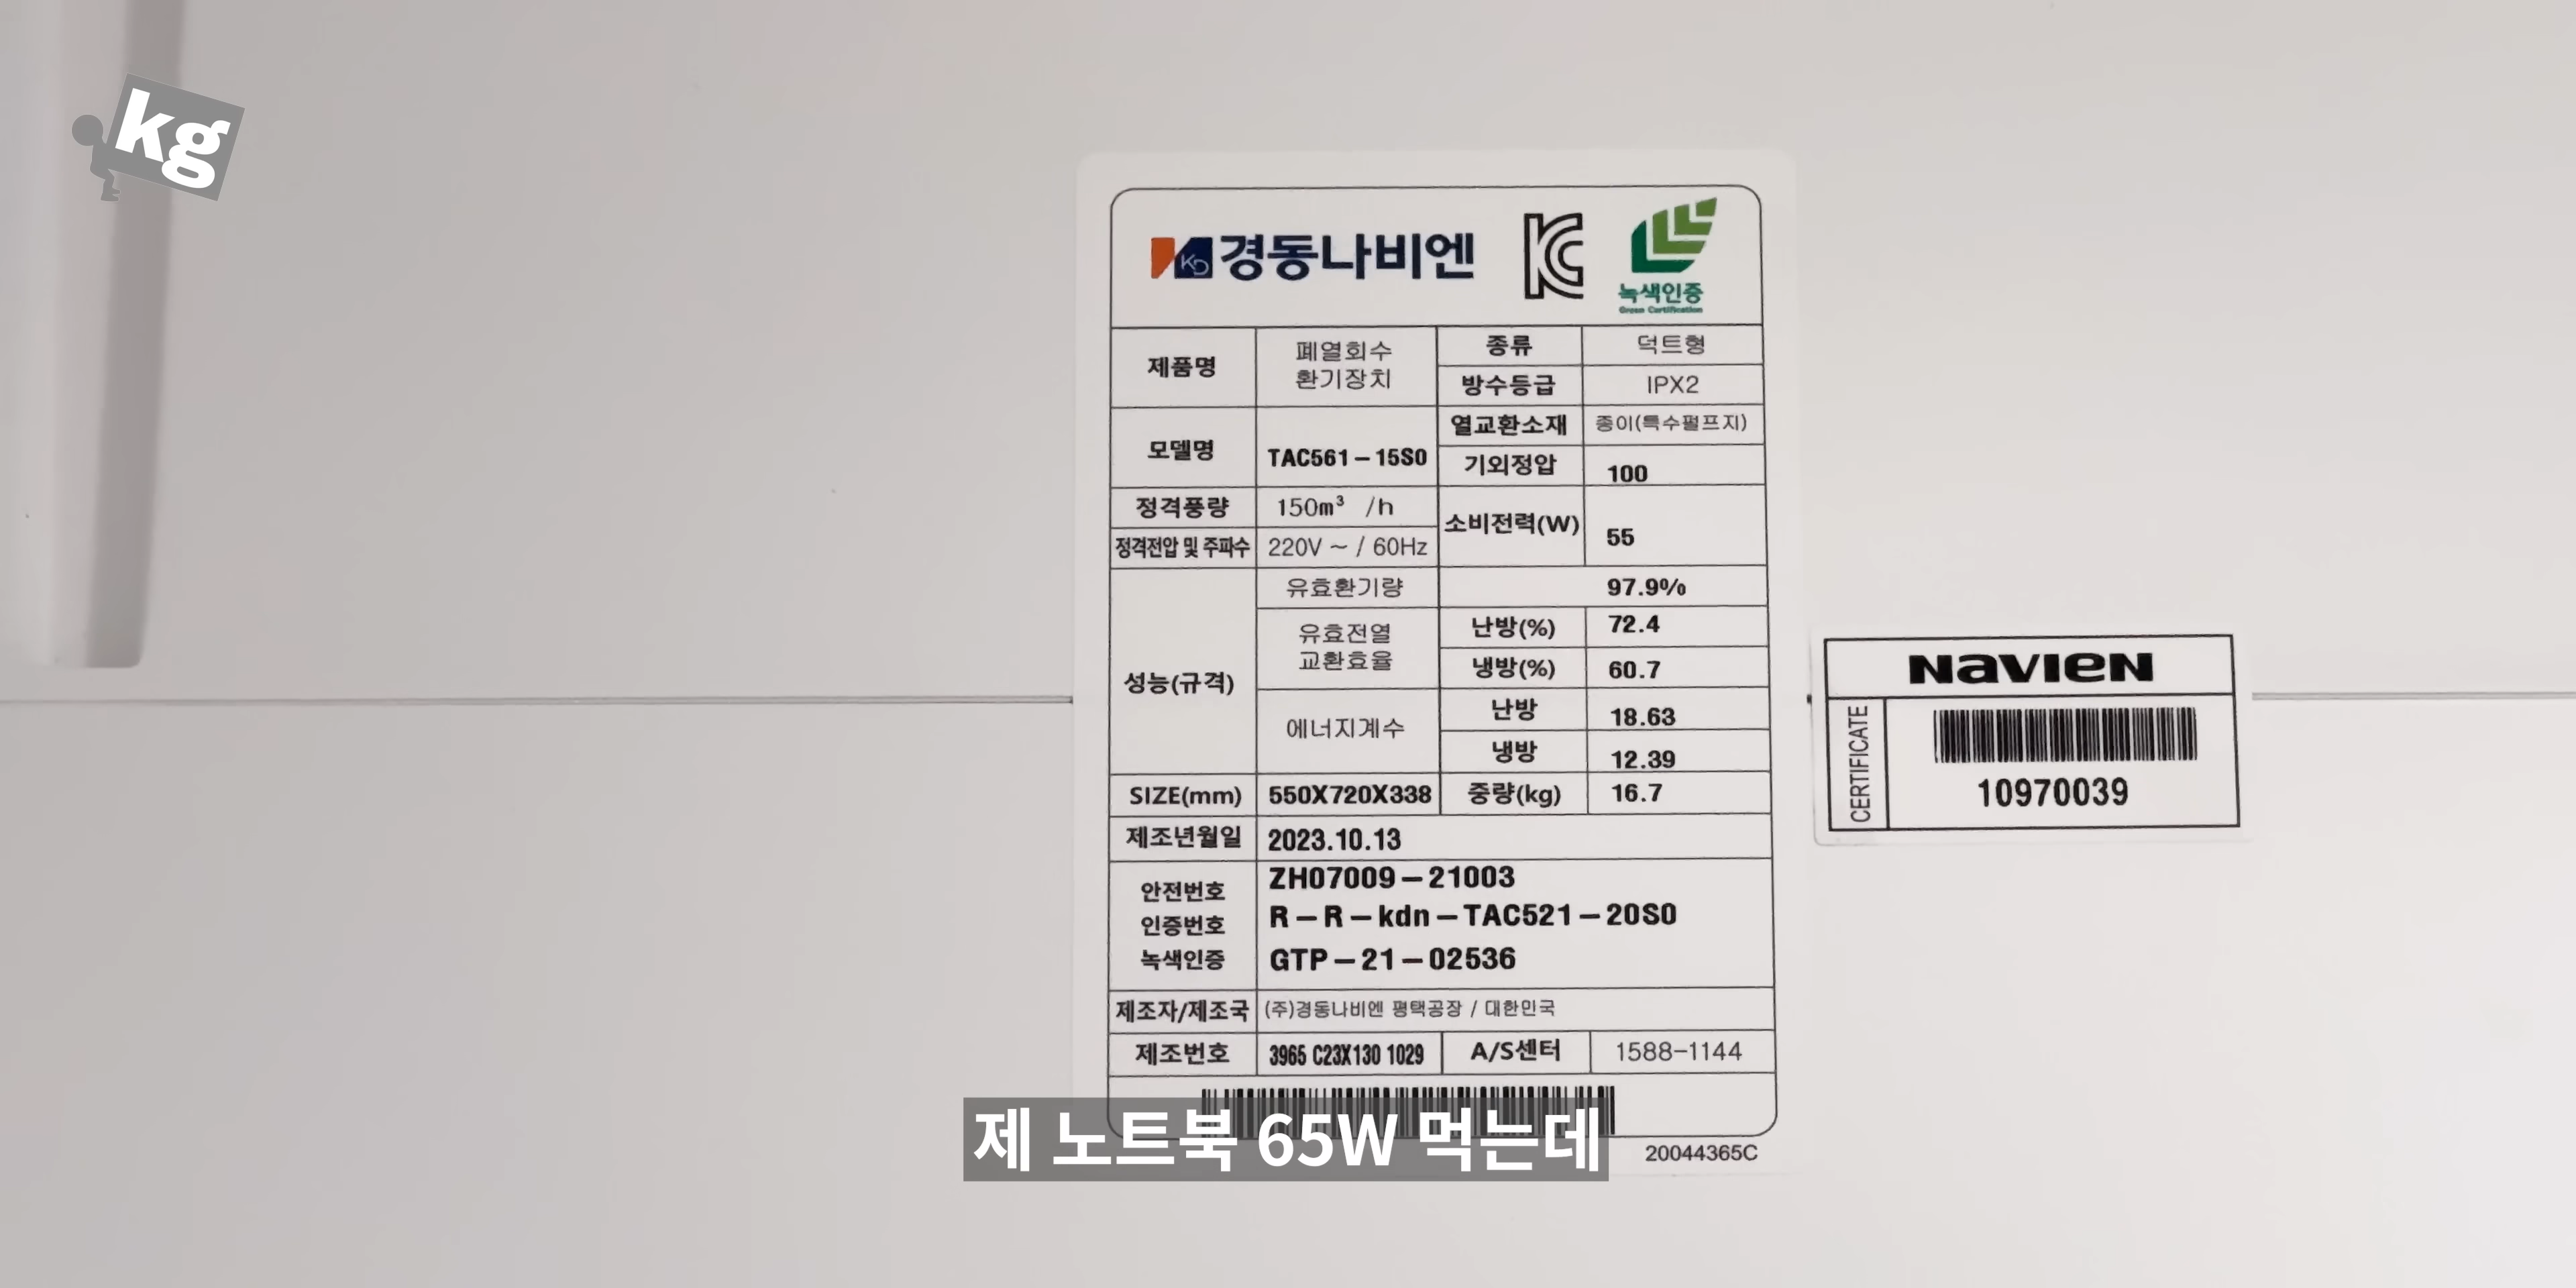 kg
KD 경동나비엔
KC
녹색인증
Green Certification
제품명 폐열회수 환기장치 종류 덕트형
방수등급 IPX2
모델명 TAC561-15S0 열교환소재 종이(특수펄프지)
기외정압 100
정격풍량 150m³ /h 소비전력(W) 55
정격전압 및 주파수 220V ~ / 60Hz
성능(규격) 유효환기량 97.9%
유효전열 교환효율 난방(%) 72.4
냉방(%) 60.7
에너지계수 난방 18.63
냉방 12.39
SIZE(mm) 550X720X338 중량(kg) 16.7
제조년월일 2023.10.13
안전번호 ZH07009-21003
인증번호 R-R-kdn-TAC521-20S0
녹색인증 GTP-21-02536
제조자/제조국 (주)경동나비엔 평택공장 / 대한민국
제조번호 3965 C23X130 1029 A/S센터 1588-1144
20044365C
NAVIEN
CERTIFICATE
10970039
제 노트북 65W 먹는데